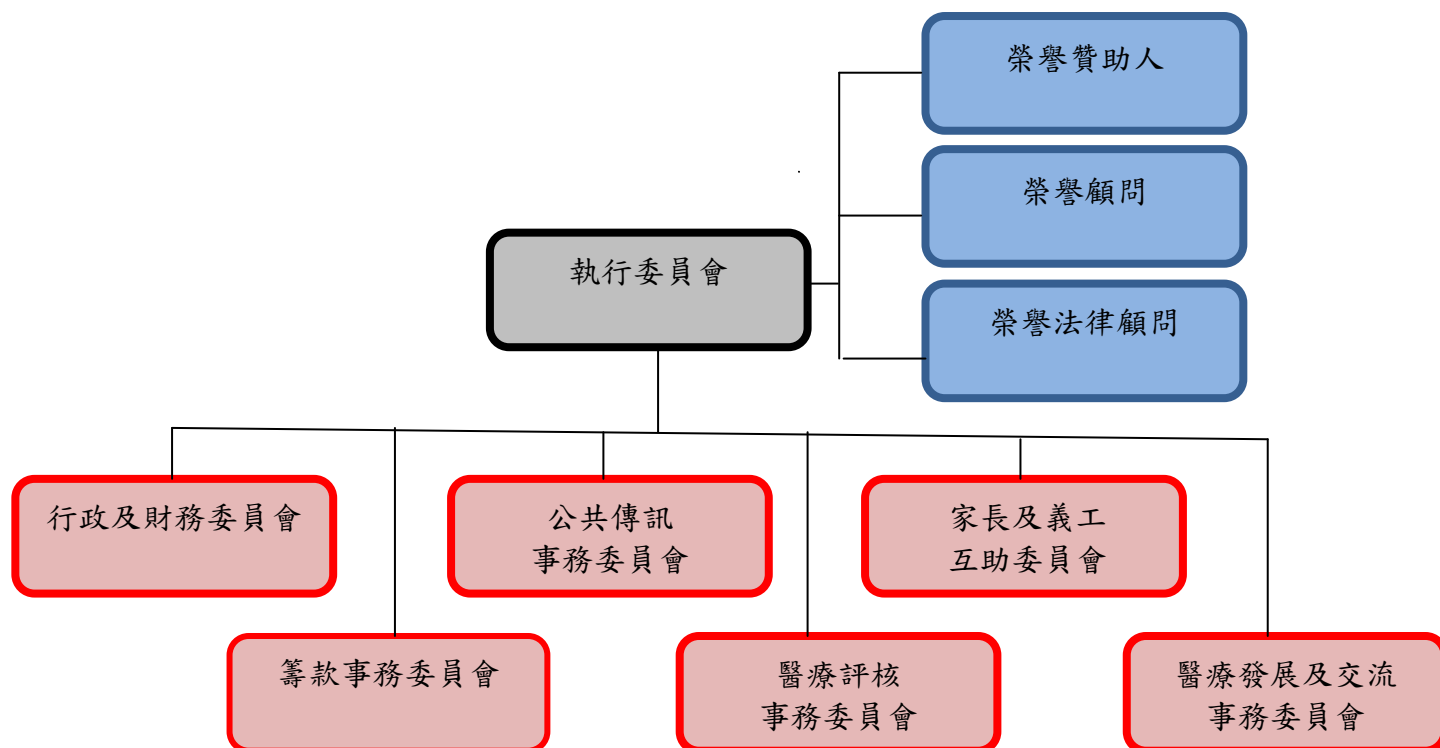 榮譽贊助人
榮譽顧問
執行委員會
榮譽法律顧問
行政及財務委員會
公共傳訊
事務委員會
家長及義工
互助委員會
籌款事務委員會
醫療評核
事務委員會
醫療發展及交流
事務委員會